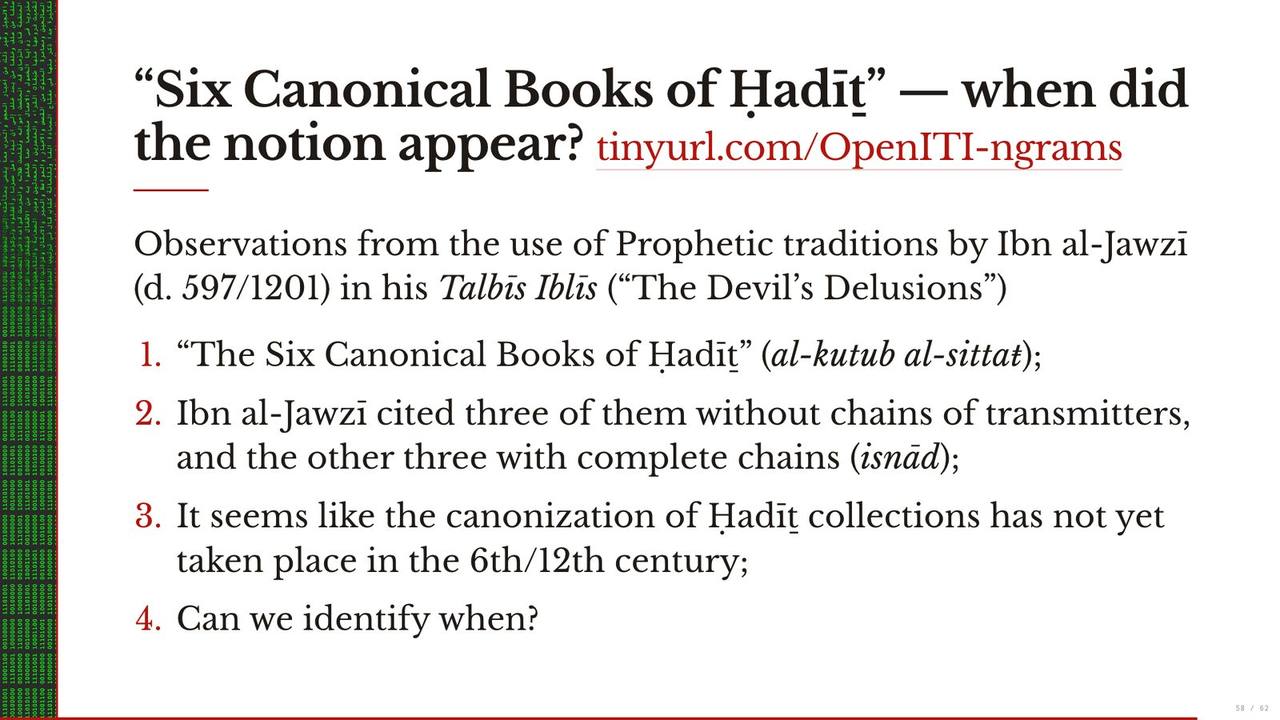 “Six Canonical Books of Ḥadīṯ” — when did
the notion appear? tinyurl.com/OpenITI-ngrams
Observations from the use of Prophetic traditions by Ibn al-Jawzī
(d. 597/1201) in his Talbīs Iblīs (“The Devil’s Delusions”)
1. “The Six Canonical Books of Ḥadīṯ” (al-kutub al-sittaŧ);
2. Ibn al-Jawzī cited three of them without chains of transmitters,
and the other three with complete chains (isnād);
3. It seems like the canonization of Ḥadīṯ collections has not yet
taken place in the 6th/12th century;
4. Can we identify when?
58 / 62